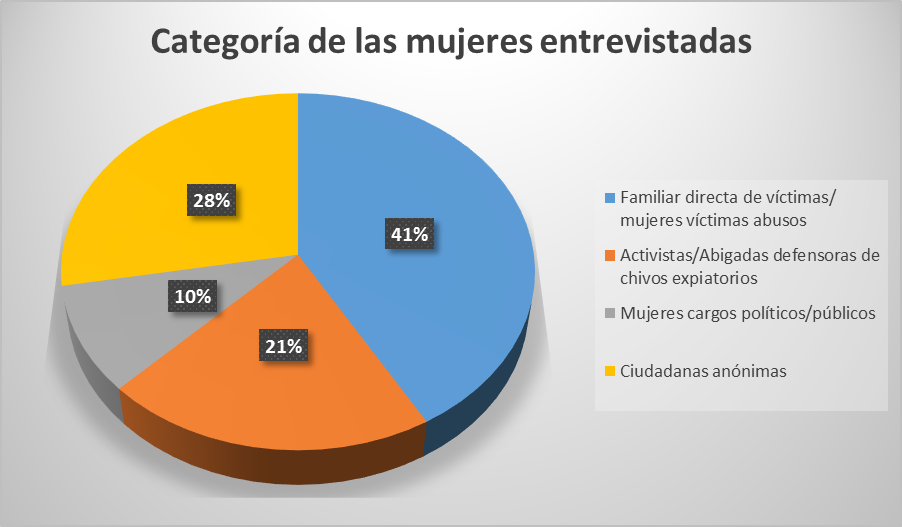 Categoría de las mujeres entrevistadas
28%
41%
10%
21%
Familiar directa de víctimas/
mujeres víctimas abusos
Activistas/Abigadas defensoras de
chivos expiatorios
Mujeres cargos políticos/públicos
Ciudadanas anónimas